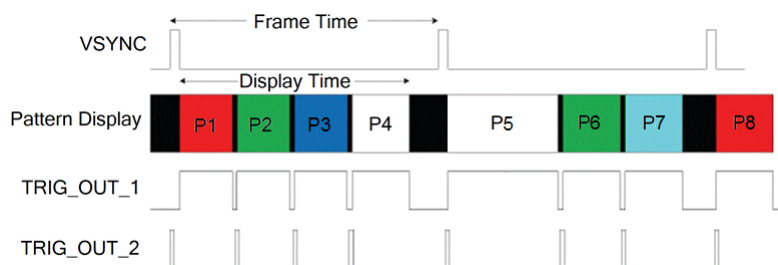 Frame Time
VSYNC
Display Time
Pattern Display
P1 P2 P3 P4 P5 P6 P7 P8
TRIG_OUT_1
TRIG_OUT_2